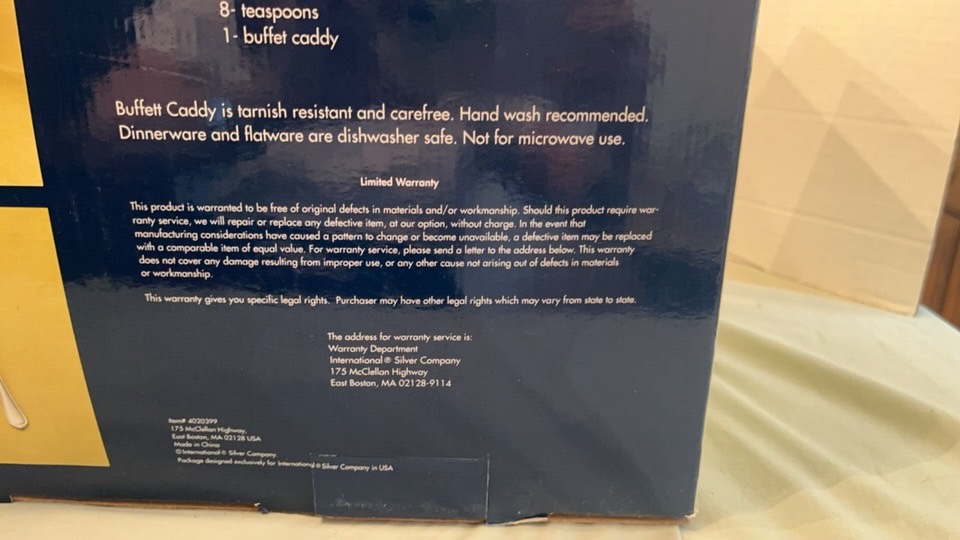 8- teaspoons
1- buffet caddy
Buffett Caddy is tarnish resistant and carefree. Hand wash recommended.
Dinnerware and flatware are dishwasher safe. Not for microwave use.
Limited Warranty
This product is warranted to be free of original defects in materials and/or workmanship. Should this product require war-
ranty service, we will repair or replace any defective item, at our option, without charge. In the event that
manufacturing considerations have caused a pattern to change or become unavailable, a defective item may be replaced
with a comparable item of equal value. For warranty service, please send a letter to the address below. This warranty
does not cover any damage resulting from improper use, or any other cause not arising out of defects in materials
or workmanship.
This warranty gives you specific legal rights. Purchaser may have other legal rights which may vary from state to state.
The address for warranty service is:
Warranty Department
International® Silver Company
175 McClellan Highway
East Boston, MA 02128-9114
Item# 4020399
175 McClellan Highway,
East Boston, MA 02128 USA
Made in China
©International® Silver Company.
Package designed exclusively for International® Silver Company in USA